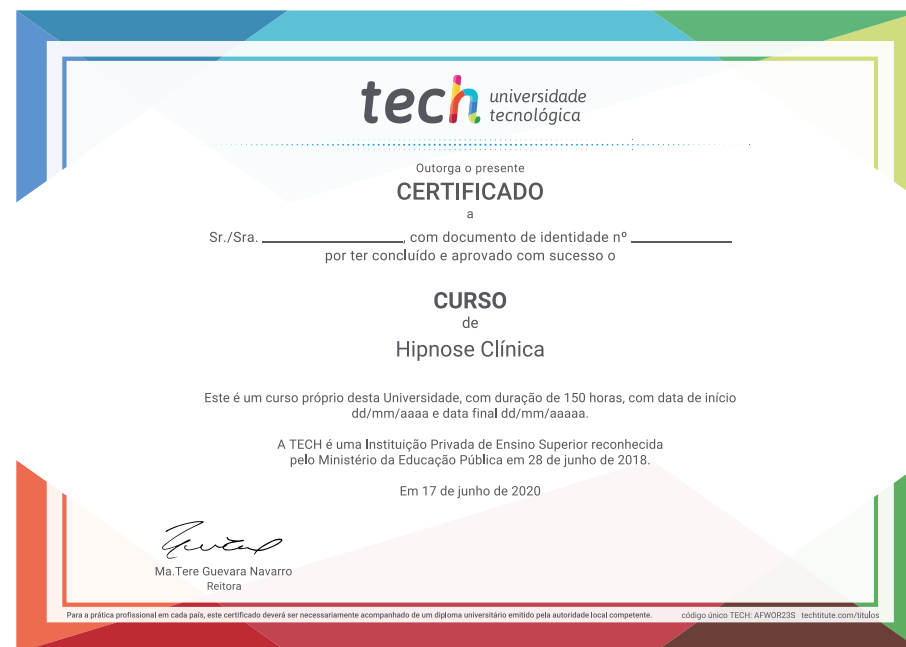 tech universidade
tecnológica
Outorga o presente
CERTIFICADO
a
Sr./Sra. ____________, com documento de identidade nº ____________
por ter concluído e aprovado com sucesso o
CURSO
de
Hipnose Clínica
Este é um curso próprio desta Universidade, com duração de 150 horas, com data de início
dd/mm/aaaa e data final dd/mm/aaaaa.
A TECH é uma Instituição Privada de Ensino Superior reconhecida
pelo Ministério da Educação Pública em 28 de junho de 2018.
Em 17 de junho de 2020
Ma.Tere Guevara Navarro
Reitora
Para a prática profissional em cada país, este certificado deverá ser necessariamente acompanhado de um diploma universitário emitido pela autoridade local competente. código único TECH: AFWOR23S techtitute.com/titulos